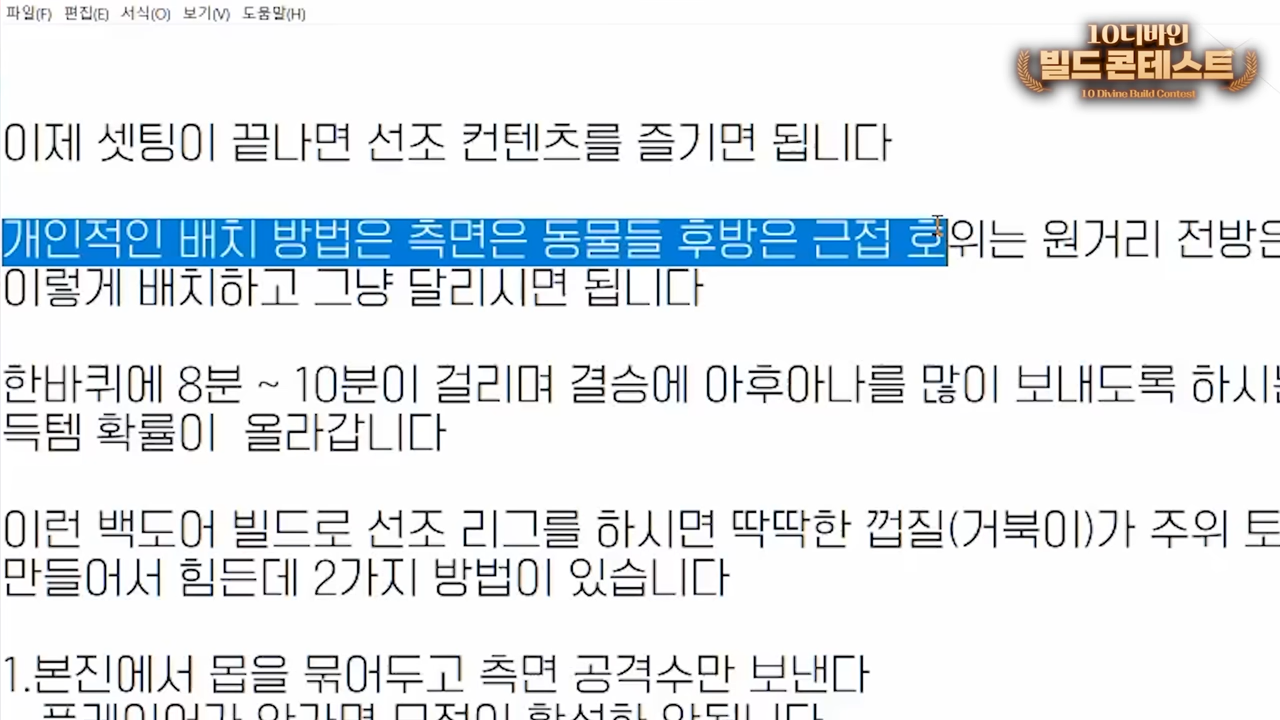 파일(F) 편집(E) 서식(O) 보기(V) 도움말(H)
10디바인
빌드 콘테스트
10 Divine Build Contest
이제 셋팅이 끝나면 선조 컨텐츠를 즐기면 됩니다
개인적인 배치 방법은 측면은 동물들 후방은 근접 호위는 원거리 전방은
이렇게 배치하고 그냥 달리시면 됩니다
한바퀴에 8분 ~ 10분이 걸리며 결승에 아후아나를 많이 보내도록 하시
득템 확률이 올라갑니다
이런 백도어 빌드로 선조 리그를 하시면 딱딱한 껍질(거북이)가 주위 토
만들어서 힘든데 2가지 방법이 있습니다
1.본진에서 몹을 묶어두고 측면 공격수만 보낸다
플레이어가 안가면